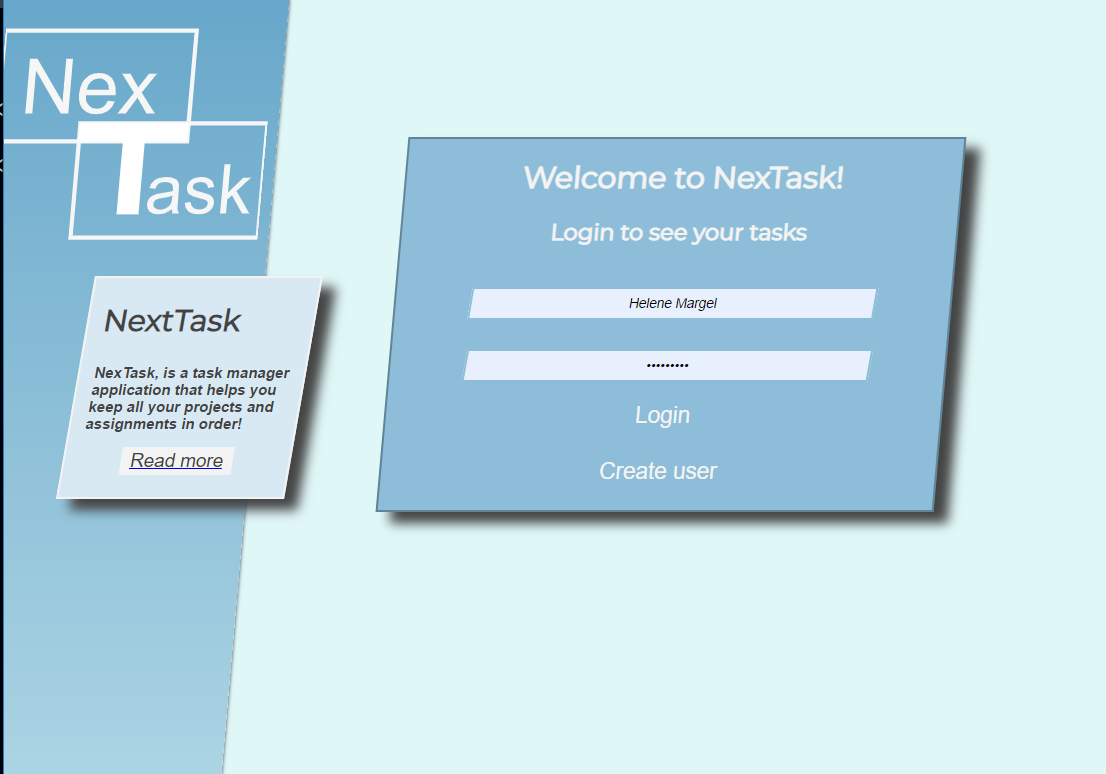 Nex
Task
NextTask
NexTask, is a task manager
application that helps you
keep all your projects and
assignments in order!
Read more
Welcome to NexTask!
Login to see your tasks
Helene Margel
•••••••••
Login
Create user